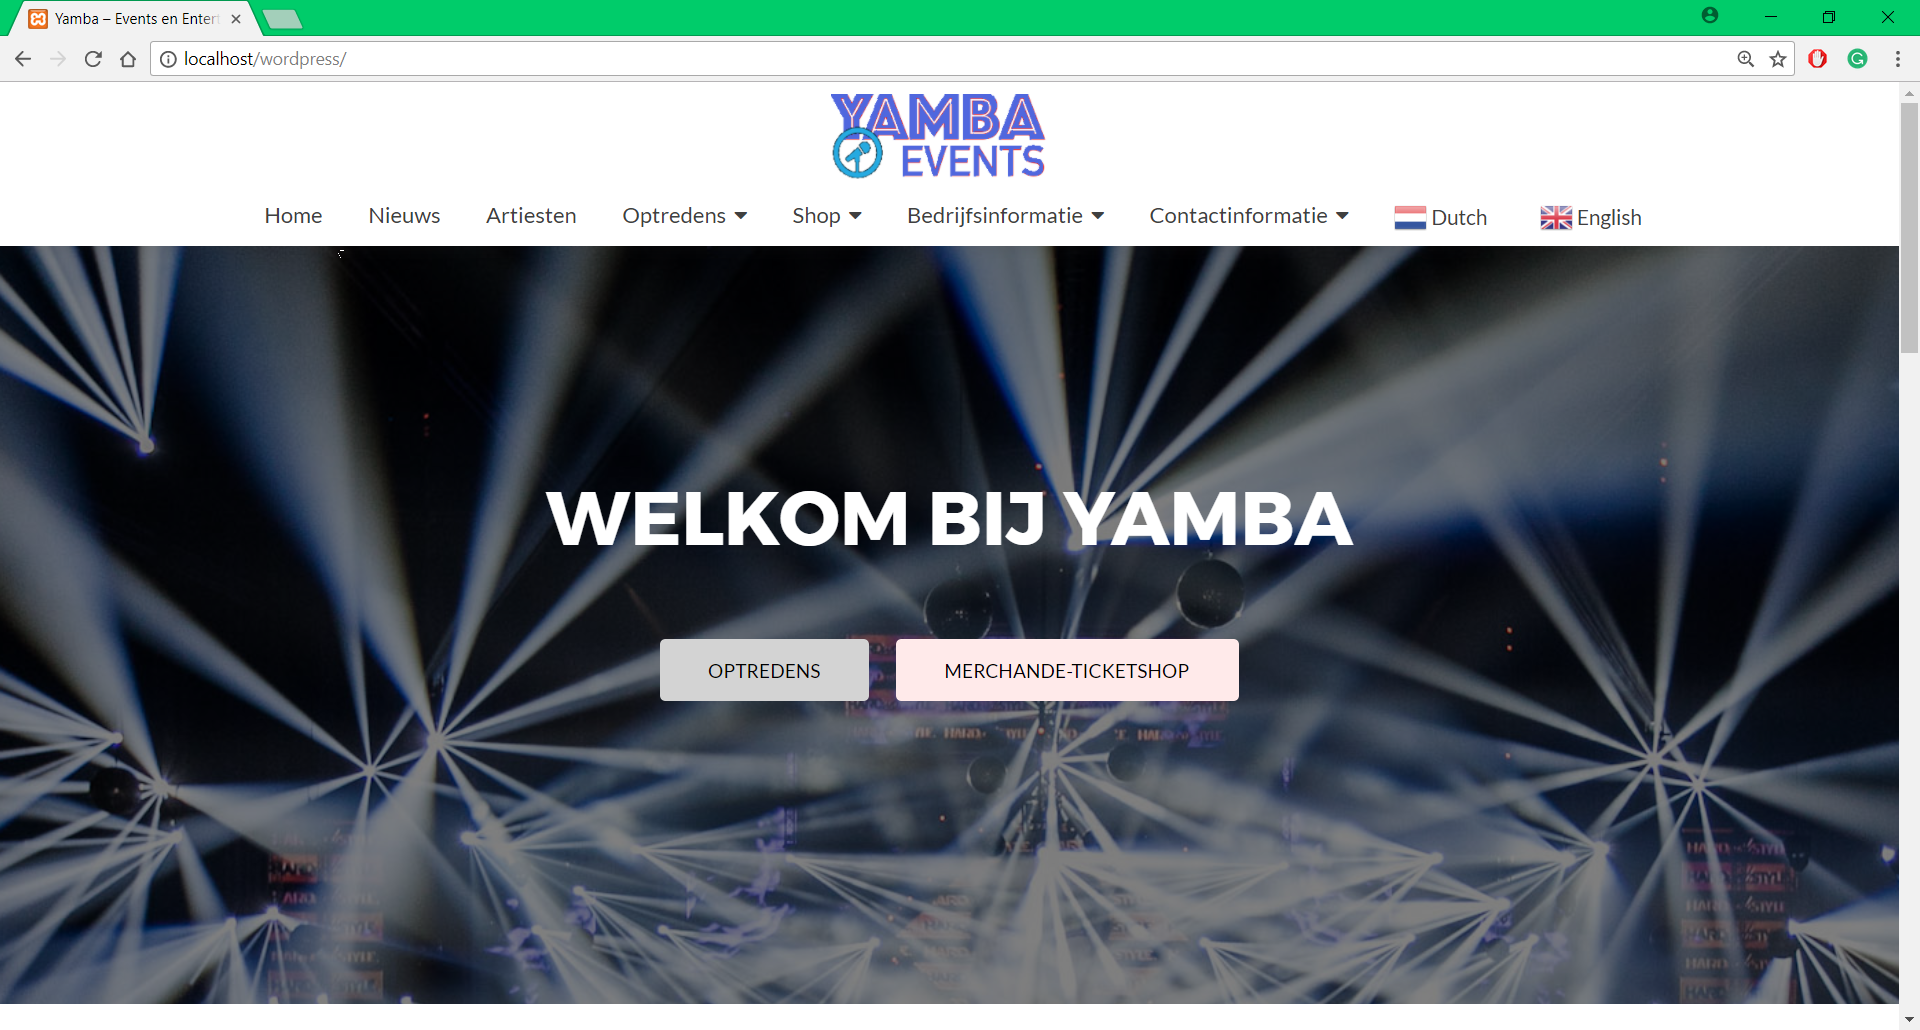 Yamba – Events en Entert
localhost/wordpress/
YAMBA
EVENTS
Home Nieuws Artiesten Optredens Shop Bedrijfsinformatie Contactinformatie Dutch English
WELKOM BIJ YAMBA
OPTREDENS MERCHANDE-TICKETSHOP